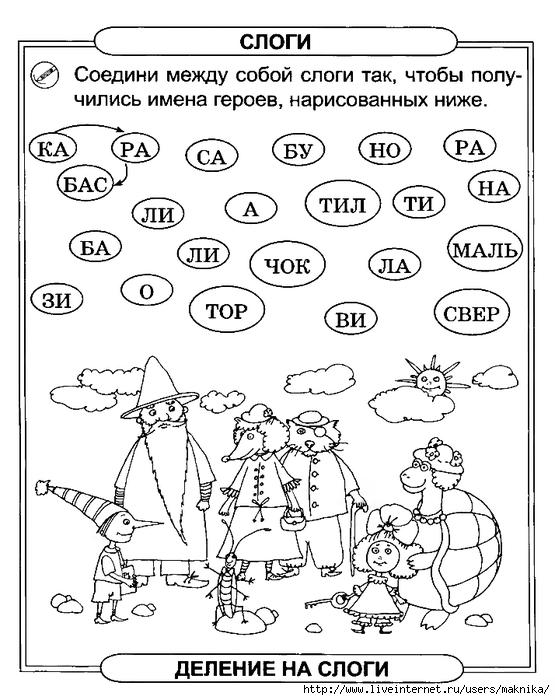 СЛОГИ
Соедини между собой слоги так, чтобы полу-
чились имена героев, нарисованных ниже.
КА РА СА БУ НО РА
БАС ЛИ А ТИЛ ТИ НА
БА ЛИ ЧОК ЛА МАЛЬ
ЗИ О ТОР ВИ СВЕР
ДЕЛЕНИЕ НА СЛОГИ
http://www.liveinternet.ru/users/maknika/